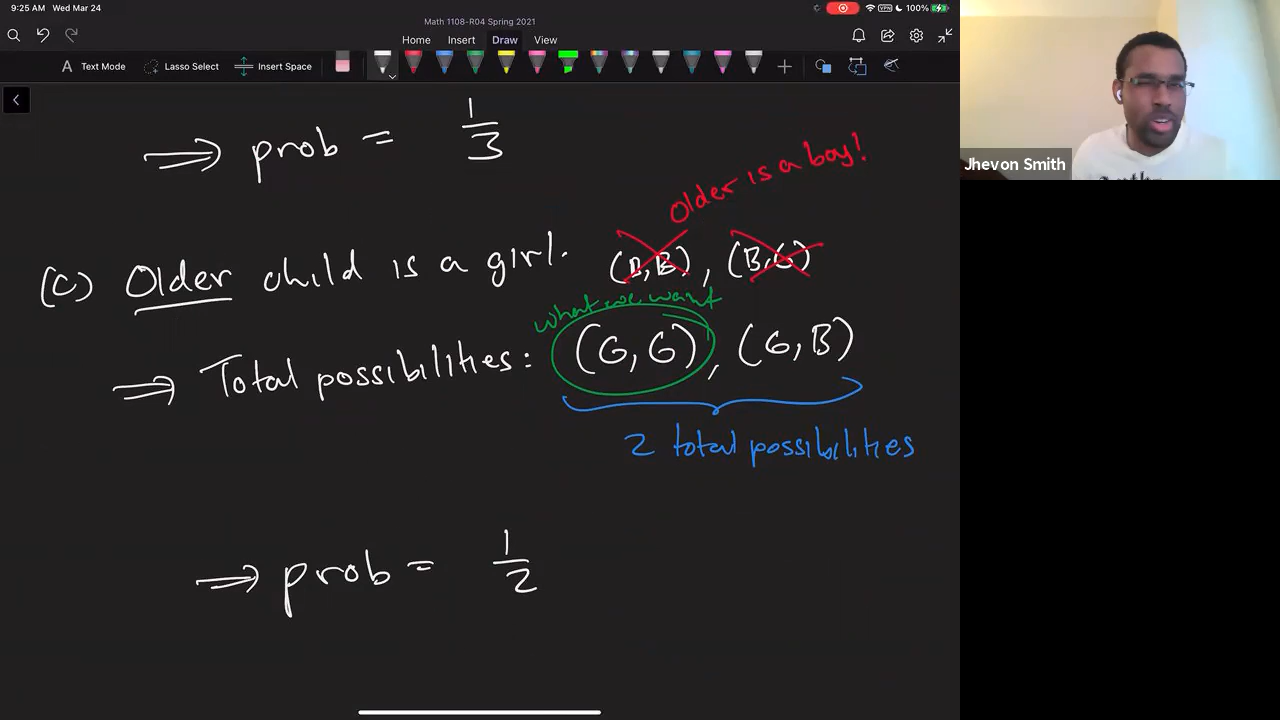 9:25 AM Wed Mar 24
100%
Math 1108-R04 Spring 2021
Home Insert Draw View
Text Mode Lasso Select Insert Space
⟹ prob = 1/3
Older is a boy!
(C) Older child is a girl. (B,B), (B,G)
what we want
⟹ Total possibilities: (G,G), (G,B)
2 total possibilities
⟹ prob = 1/2
Jhevon Smith